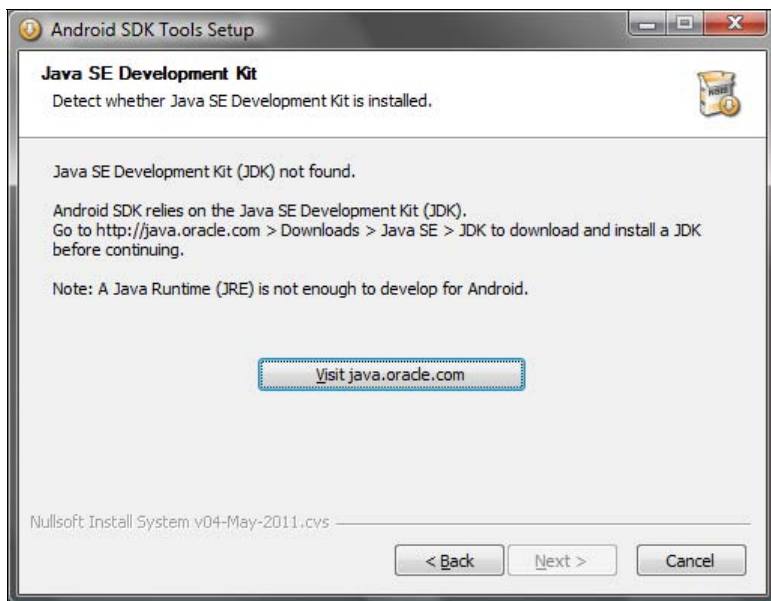 Android SDK Tools Setup
Java SE Development Kit
Detect whether Java SE Development Kit is installed.
NSIS
Java SE Development Kit (JDK) not found.
Android SDK relies on the Java SE Development Kit (JDK).
Go to http://java.oracle.com > Downloads > Java SE > JDK to download and install a JDK
before continuing.
Note: A Java Runtime (JRE) is not enough to develop for Android.
Visit java.oracle.com
Nullsoft Install System v04-May-2011.cvs
< Back Next > Cancel